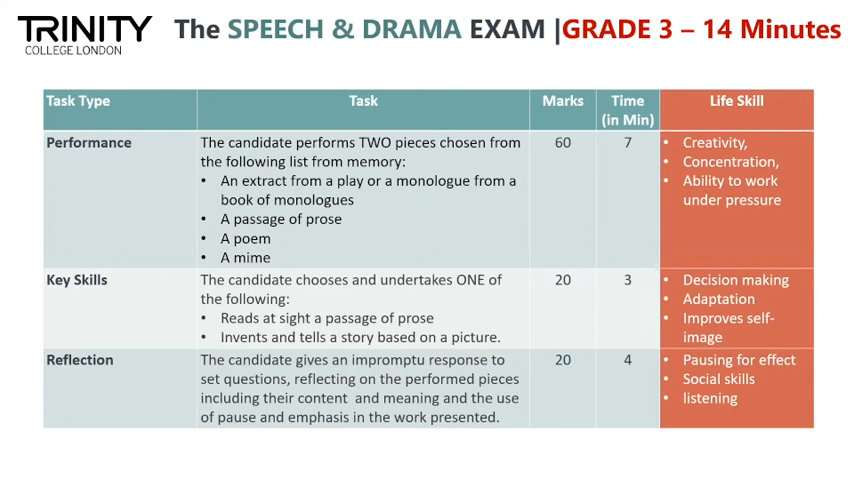 TRINITY
COLLEGE LONDON
The SPEECH & DRAMA EXAM |GRADE 3 – 14 Minutes
Task Type
Task
Marks
Time
(in Min)
Life Skill
Performance
The candidate performs TWO pieces chosen from
the following list from memory:
• An extract from a play or a monologue from a
book of monologues
• A passage of prose
• A poem
• A mime
60
7
• Creativity,
• Concentration,
• Ability to work
under pressure
Key Skills
The candidate chooses and undertakes ONE of
the following:
• Reads at sight a passage of prose
• Invents and tells a story based on a picture.
20
3
• Decision making
• Adaptation
• Improves self-
image
Reflection
The candidate gives an impromptu response to
set questions, reflecting on the performed pieces
including their content and meaning and the use
of pause and emphasis in the work presented.
20
4
• Pausing for effect
• Social skills
• listening